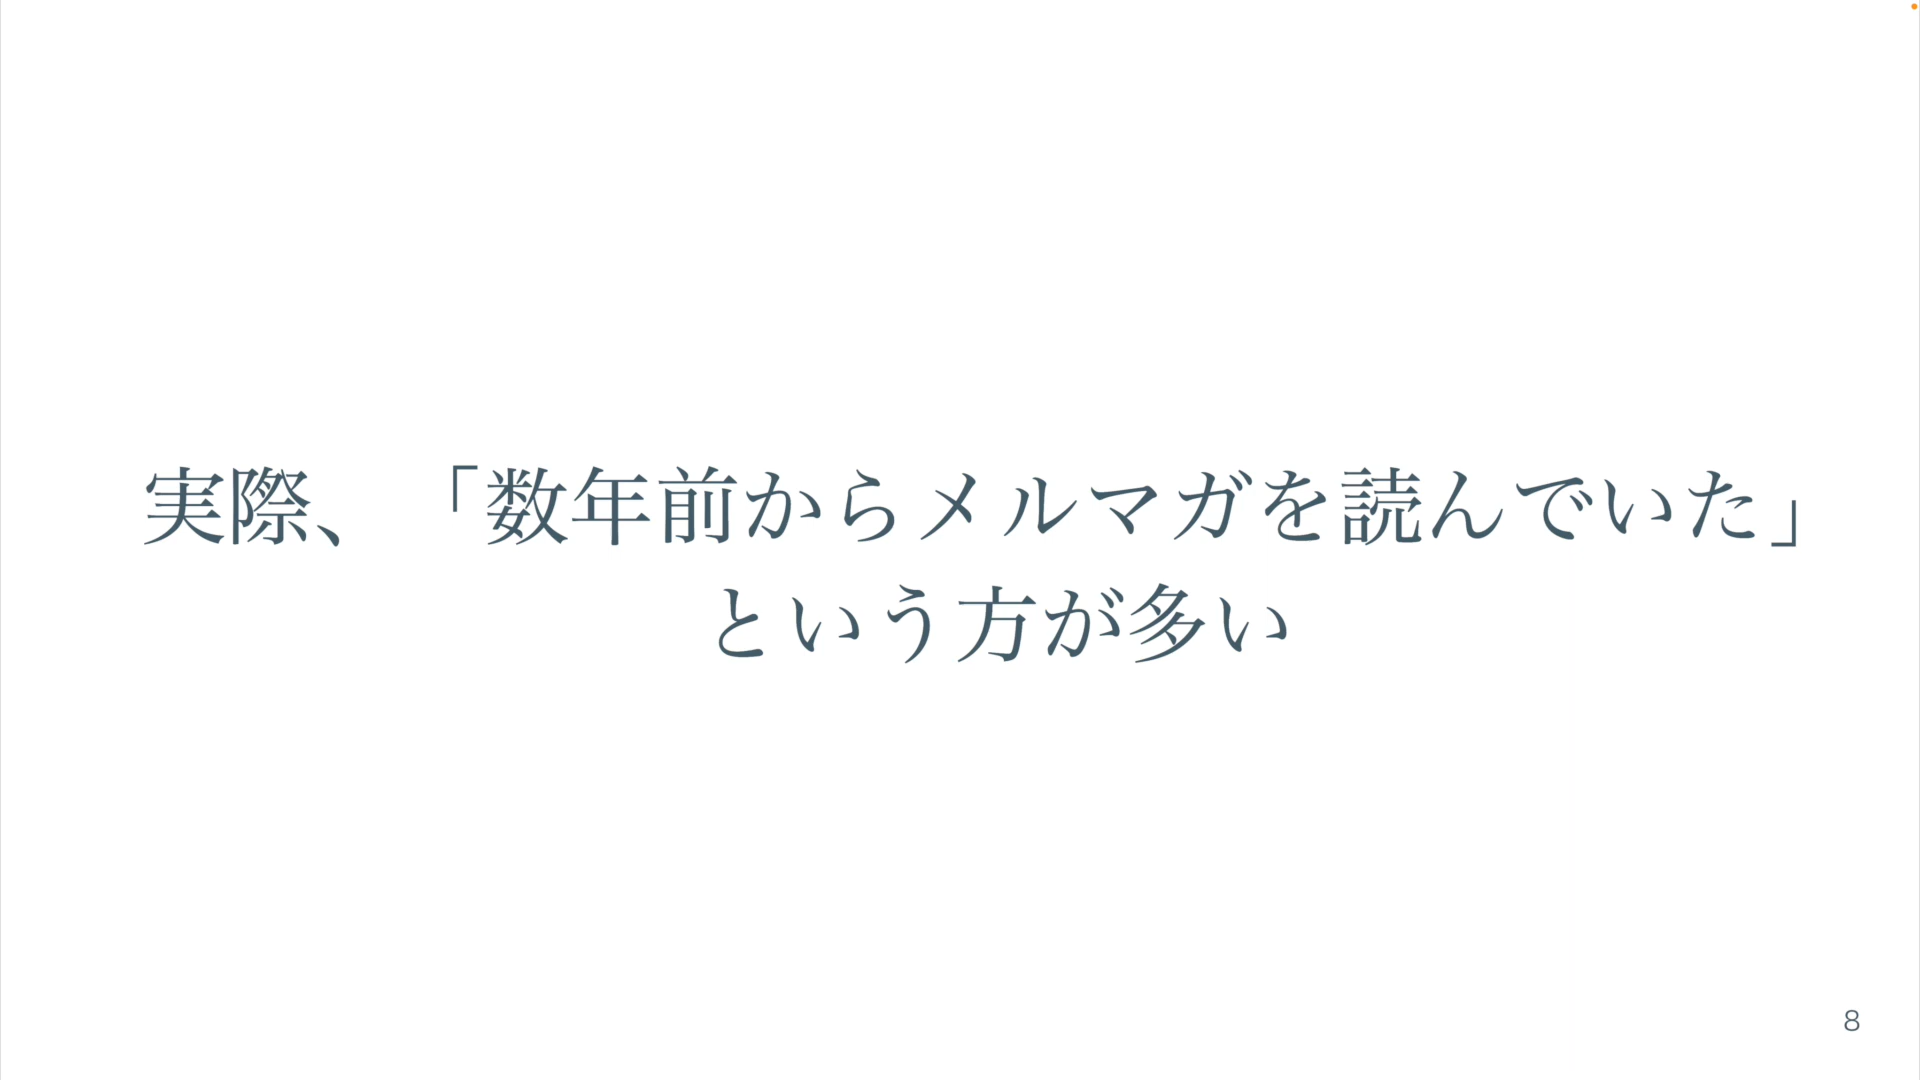 実際、「数年前からメルマガを読んでいた」
という方が多い
8